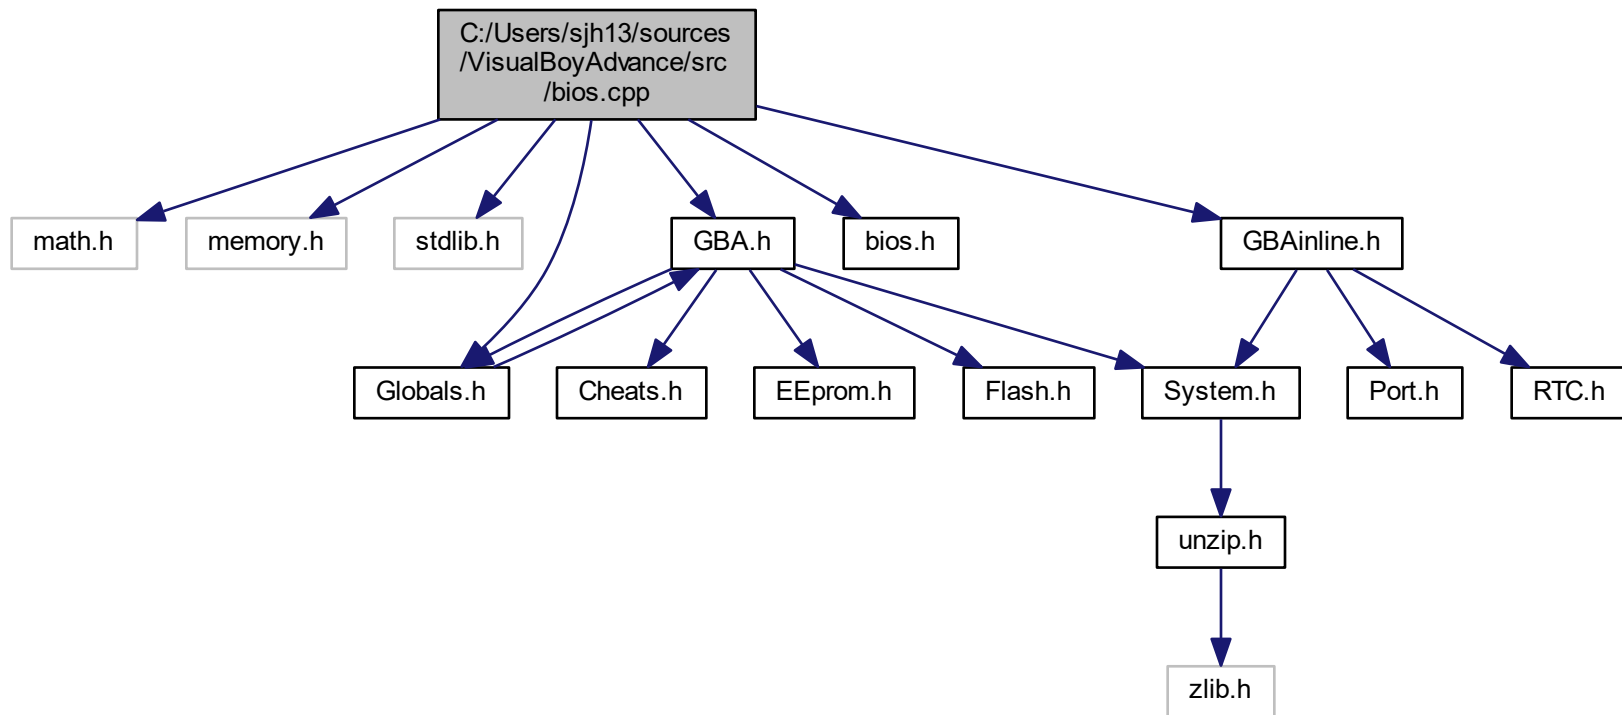 C:/Users/sjh13/sources
/VisualBoyAdvance/src
/bios.cpp
math.h
memory.h
stdlib.h
GBA.h
bios.h
GBAinline.h
Globals.h
Cheats.h
EEprom.h
Flash.h
System.h
Port.h
RTC.h
unzip.h
zlib.h